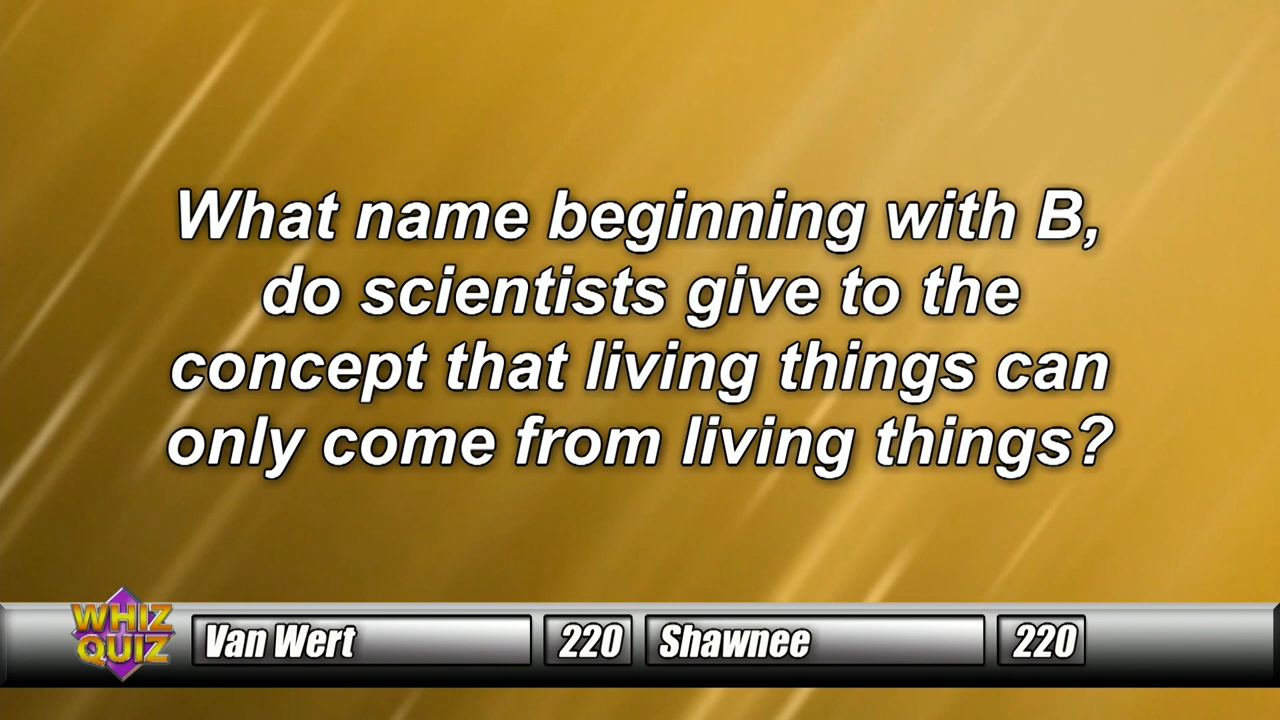 What name beginning with B,
do scientists give to the
concept that living things can
only come from living things?
WHIZ
QUIZ
Van Wert 220 Shawnee 220